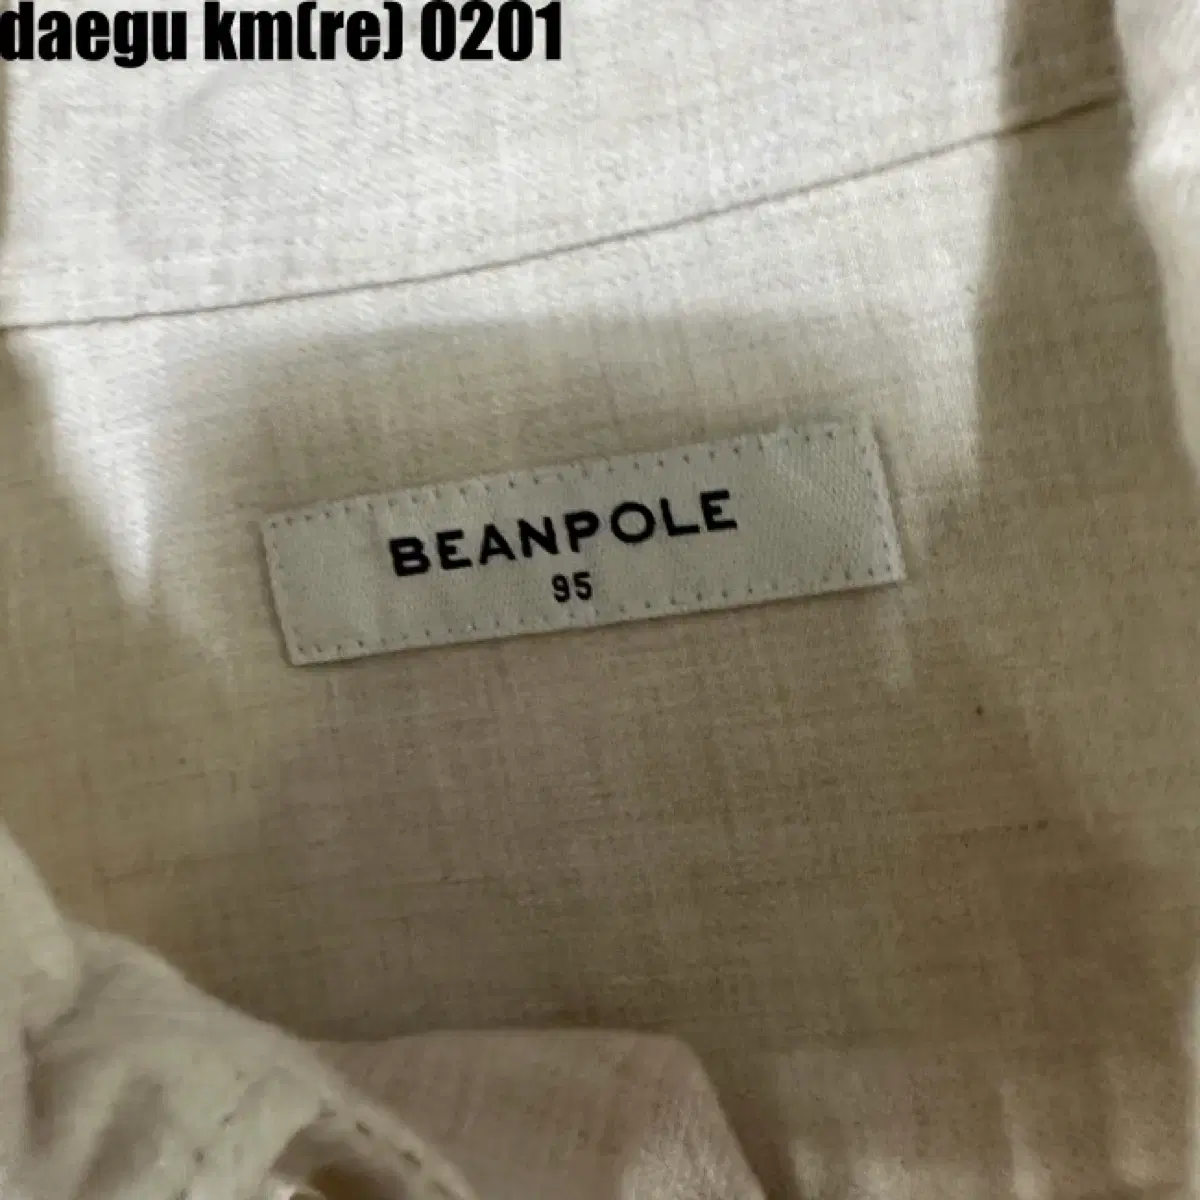 daegu km(re) 0201
BEANPOLE
95